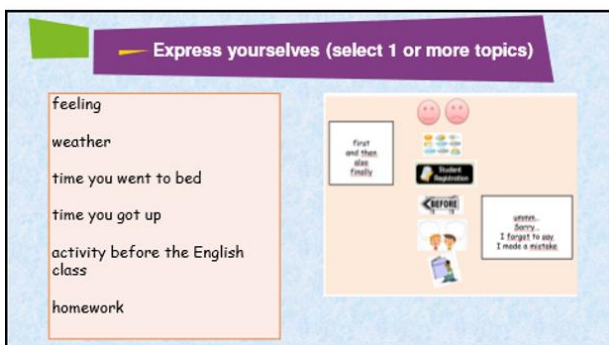 Express yourselves (select 1 or more topics)
feeling
weather
time you went to bed
time you got up
activity before the English
class
homework
first
and then
also
finally
Student
Registration
BEFORE
ummm...
Sorry...
I forgot to say
I made a mistake